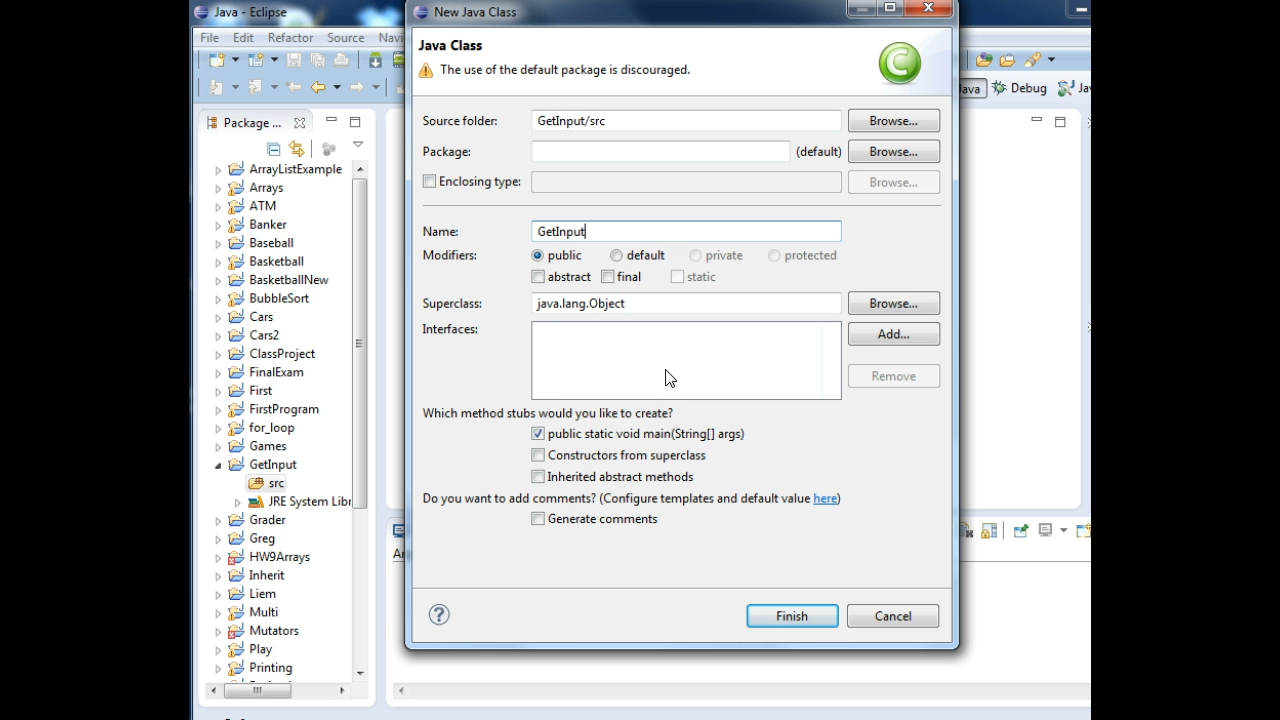 Java - Eclipse
File Edit Refactor Source
New Java Class
Java Class
The use of the default package is discouraged.
Source folder: GetInput/src Browse...
Package: (default) Browse...
Enclosing type: Browse...
Name: GetInput
Modifiers: public default private protected
abstract final static
Superclass: java.lang.Object Browse...
Interfaces: Add...
Remove
Which method stubs would you like to create?
public static void main(String[] args)
Constructors from superclass
Inherited abstract methods
Do you want to add comments? (Configure templates and default value here)
Generate comments
? Finish Cancel
Package ...
ArrayListExample
Arrays
ATM
Banker
Baseball
Basketball
BasketballNew
BubbleSort
Cars
Cars2
ClassProject
FinalExam
First
FirstProgram
for_loop
Games
GetInput
src
JRE System Libr
Grader
Greg
HW9Arrays
Inherit
Liem
Multi
Mutators
Play
Printing
Debug